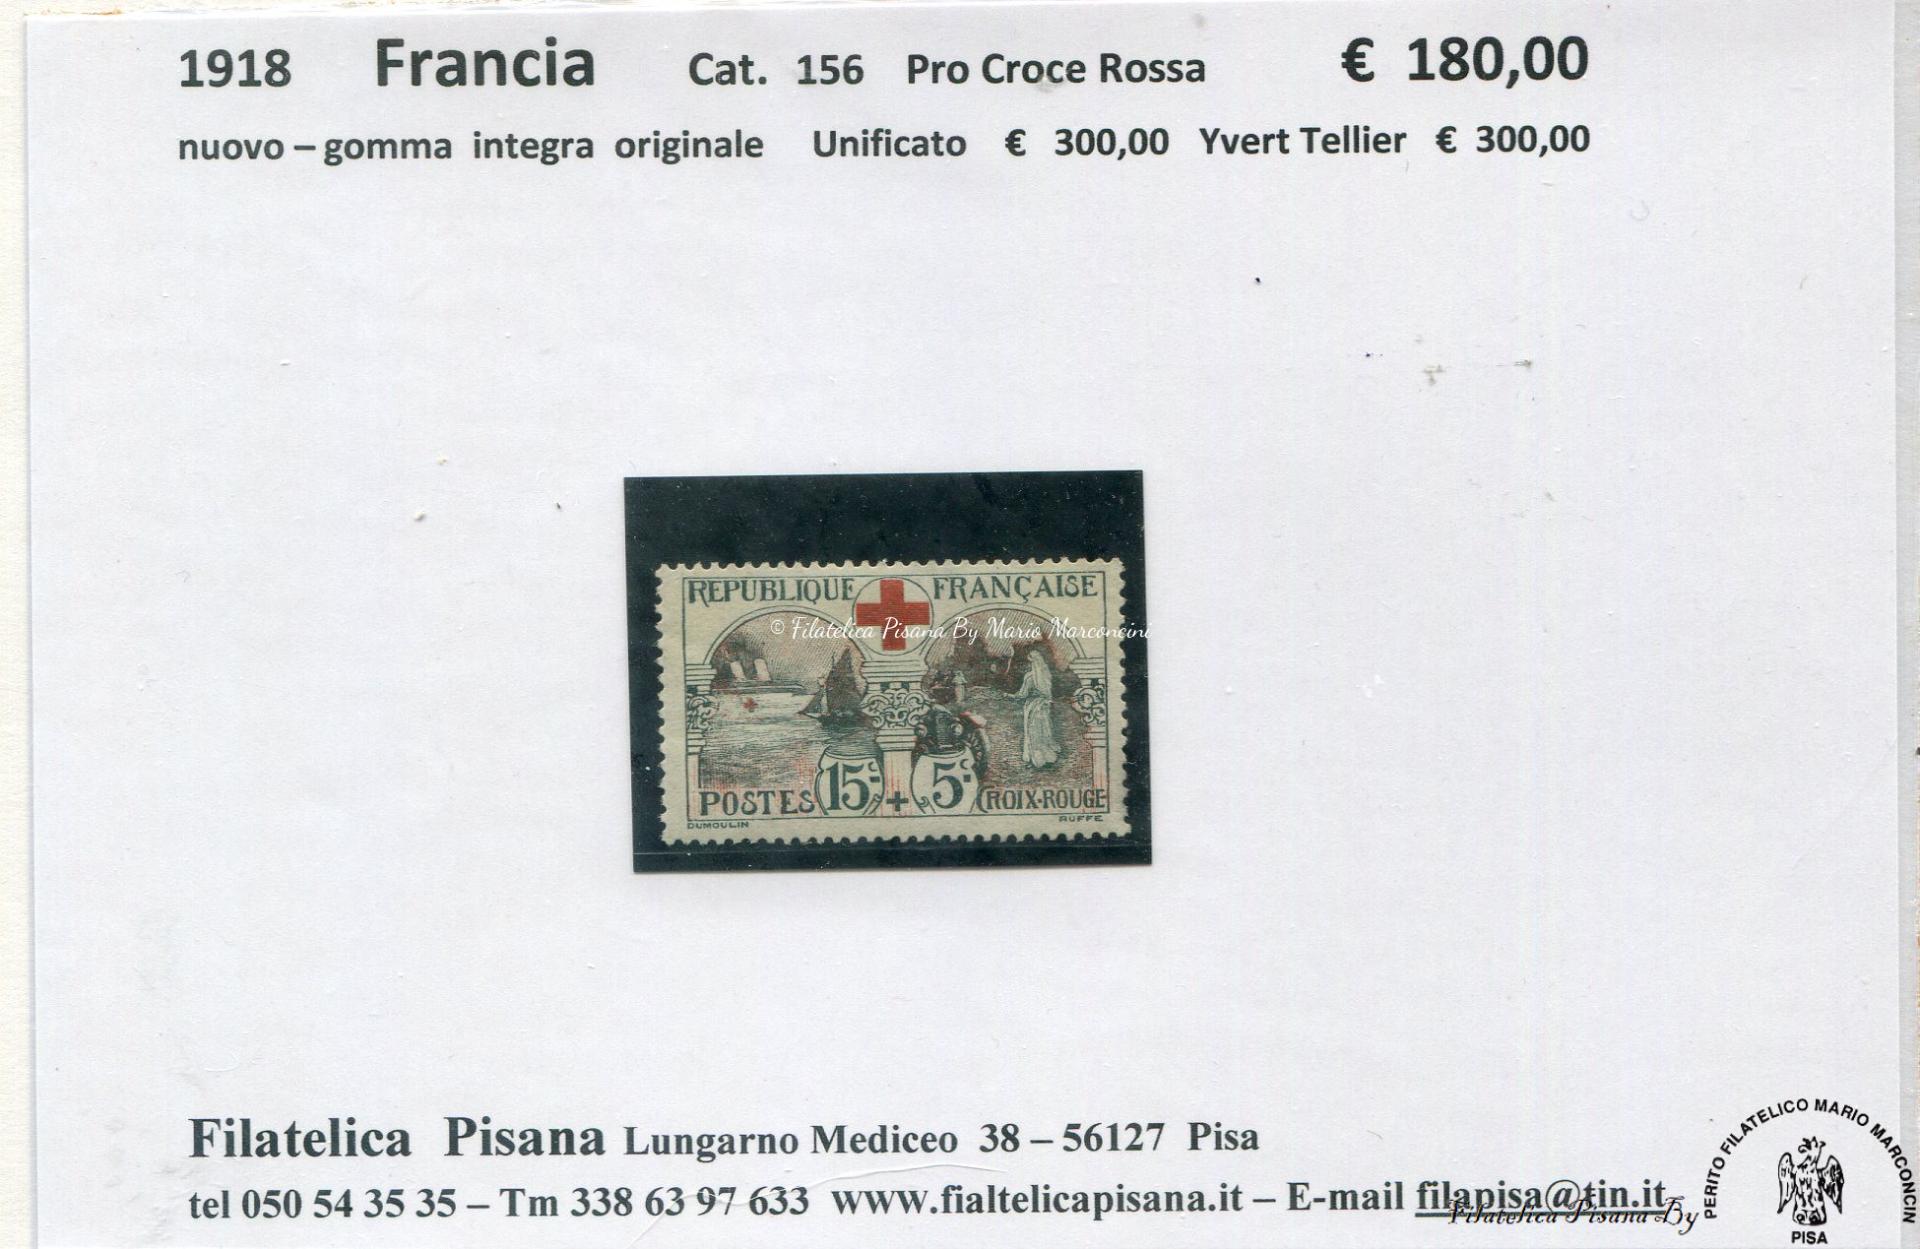 1918 Francia Cat. 156 Pro Croce Rossa € 180,00
nuovo – gomma integra originale Unificato € 300,00 Yvert Tellier € 300,00
REPUBLIQUE FRANÇAISE
© Filatelica Pisana By Mario Marconcini
POSTES 15c + 5c CROIX-ROUGE
DUMOULIN RUFFE
Filatelica Pisana Lungarno Mediceo 38 – 56127 Pisa
tel 050 54 35 35 – Tm 338 63 97 633 www.fialtelicapisana.it – E-mail filapisa@tin.it
Filatelica Pisana By
PERITO FILATELICO MARIO MARCONCIN
PISA